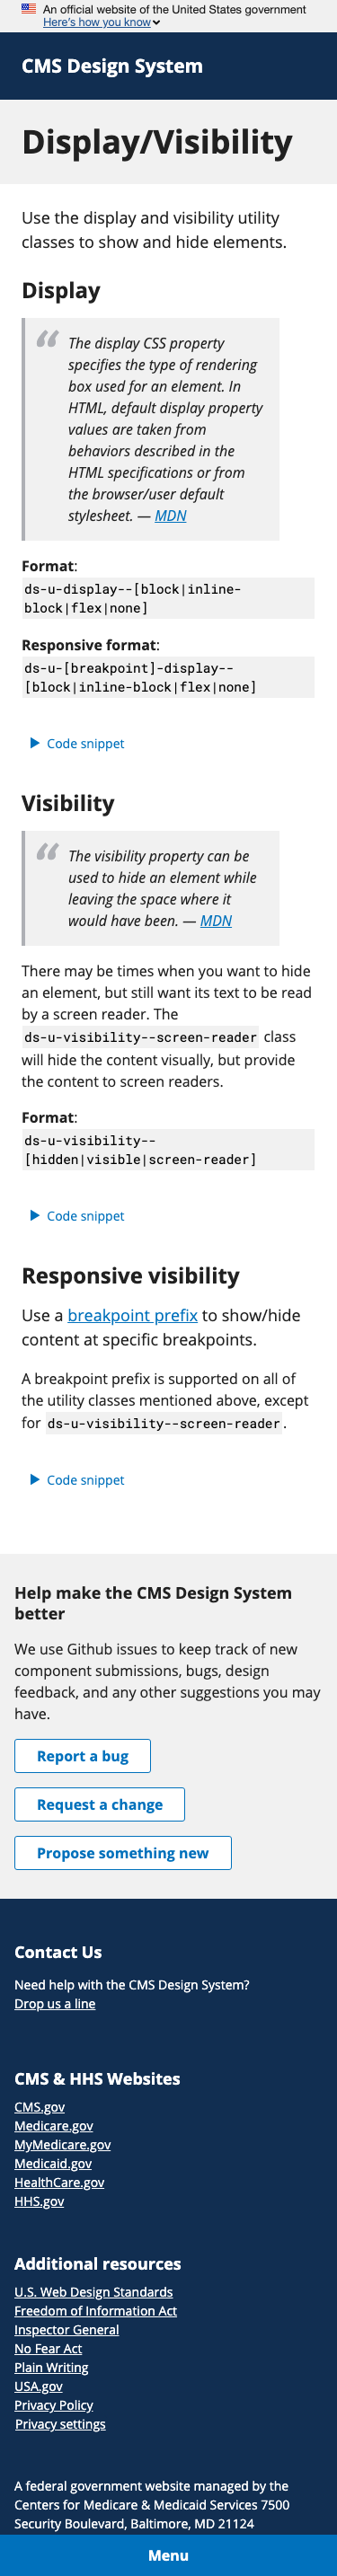 An official website of the United States government
Here's how you know
CMS Design System
Display/Visibility
Use the display and visibility utility
classes to show and hide elements.
Display
The display CSS property
specifies the type of rendering
box used for an element. In
HTML, default display property
values are taken from
behaviors described in the
HTML specifications or from
the browser/user default
stylesheet. — MDN
Format:
ds-u-display--[block|inline-
block|flex|none]
Responsive format:
ds-u-[breakpoint]-display--
[block|inline-block|flex|none]
Code snippet
Visibility
The visibility property can be
used to hide an element while
leaving the space where it
would have been. — MDN
There may be times when you want to hide
an element, but still want its text to be read
by a screen reader. The
ds-u-visibility--screen-reader class
will hide the content visually, but provide
the content to screen readers.
Format:
ds-u-visibility--
[hidden|visible|screen-reader]
Code snippet
Responsive visibility
Use a breakpoint prefix to show/hide
content at specific breakpoints.
A breakpoint prefix is supported on all of
the utility classes mentioned above, except
for ds-u-visibility--screen-reader.
Code snippet
Help make the CMS Design System
better
We use Github issues to keep track of new
component submissions, bugs, design
feedback, and any other suggestions you may
have.
Report a bug
Request a change
Propose something new
Contact Us
Need help with the CMS Design System?
Drop us a line
CMS & HHS Websites
CMS.gov
Medicare.gov
MyMedicare.gov
Medicaid.gov
HealthCare.gov
HHS.gov
Additional resources
U.S. Web Design Standards
Freedom of Information Act
Inspector General
No Fear Act
Plain Writing
USA.gov
Privacy Policy
Privacy settings
A federal government website managed by the
Centers for Medicare & Medicaid Services 7500
Security Boulevard, Baltimore, MD 21124
Menu